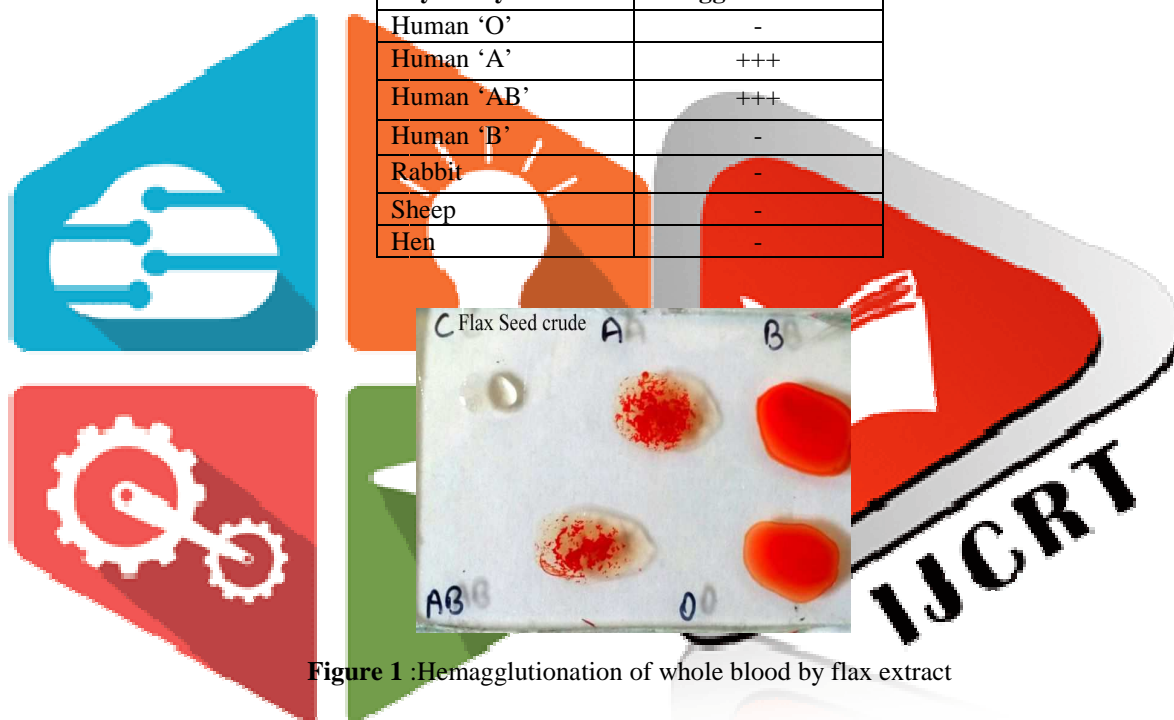 Human ‘O’ -
Human ‘A’ +++
Human ‘AB’ +++
Human ‘B’ -
Rabbit -
Sheep -
Hen -
C Flax Seed crude A B
AB O
IJCRT
Figure 1 :Hemagglutionation of whole blood by flax extract